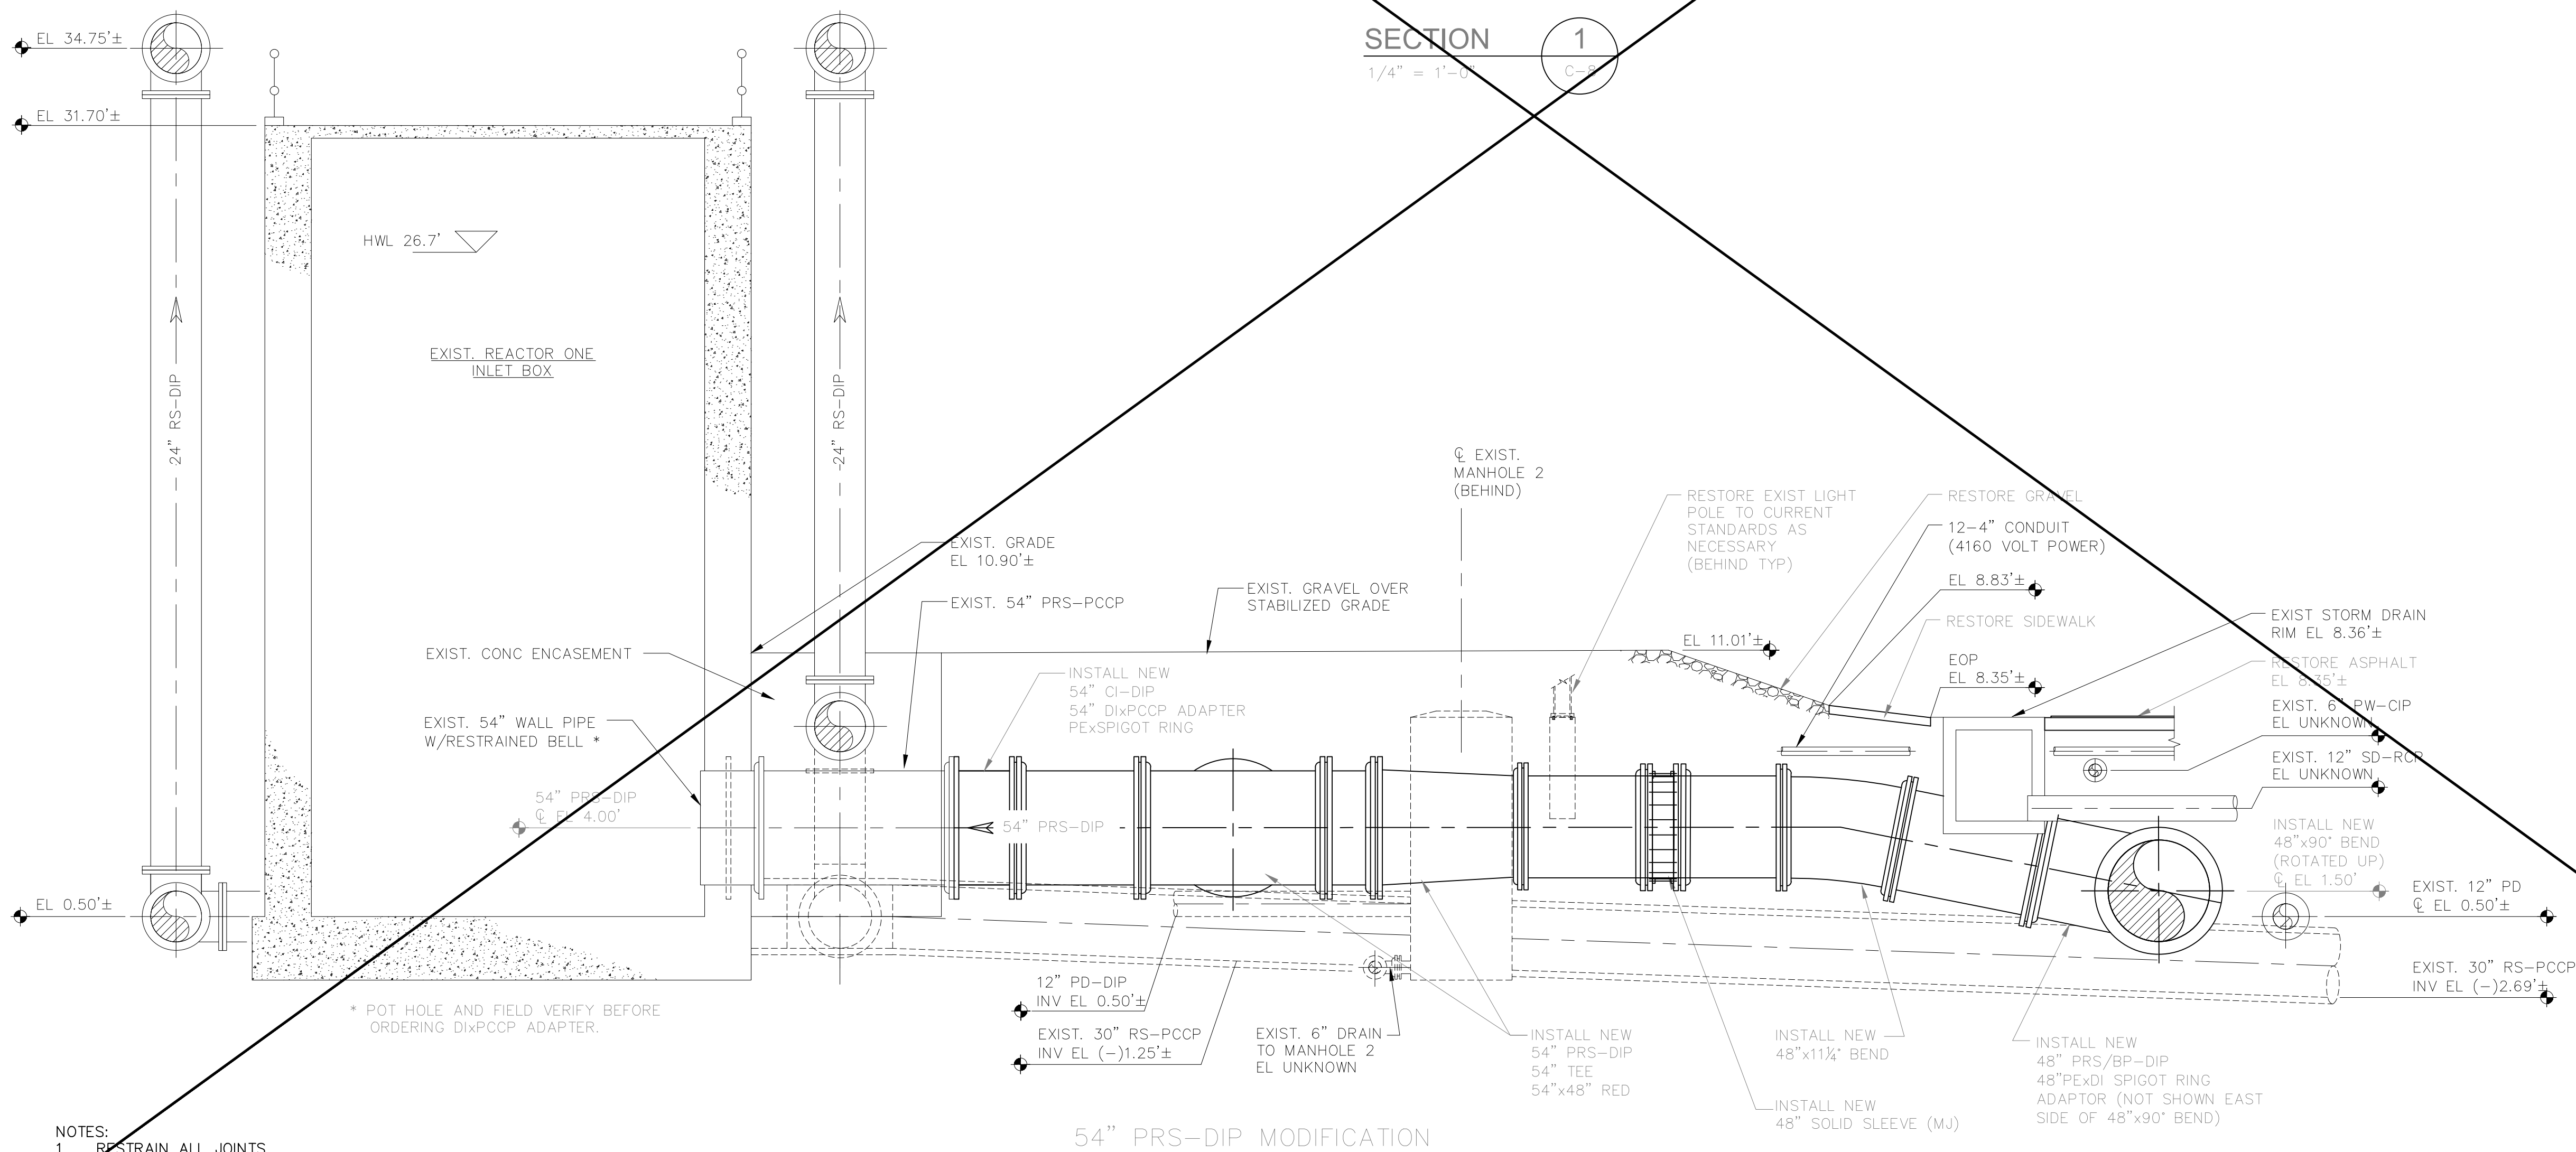 SECTION
1
1/4" = 1'-0"
C-8
EL 34.75'±
EL 31.70'±
HWL 26.7'
EXIST. REACTOR ONE
INLET BOX
24" RS-DIP
24" RS-DIP
℄ EXIST.
MANHOLE 2
(BEHIND)
RESTORE EXIST LIGHT
POLE TO CURRENT
STANDARDS AS
NECESSARY
(BEHIND TYP)
RESTORE GRAVEL
12-4" CONDUIT
(4160 VOLT POWER)
EL 8.83'±
RESTORE SIDEWALK
EOP
EL 8.35'±
EXIST STORM DRAIN
RIM EL 8.36'±
RESTORE ASPHALT
EL 8.35'±
EXIST. 6" PW-CIP
EL UNKNOWN
EXIST. 12" SD-RCP
EL UNKNOWN
EXIST. GRADE
EL 10.90'±
EXIST. 54" PRS-PCCP
EXIST. GRAVEL OVER
STABILIZED GRADE
EL 11.01'±
EXIST. CONC ENCASEMENT
EXIST. 54" WALL PIPE
W/RESTRAINED BELL *
INSTALL NEW
54" CI-DIP
54" DIxPCCP ADAPTER
PExSPIGOT RING
54" PRS-DIP
℄ EL 4.00'
54" PRS-DIP
INSTALL NEW
48"x90° BEND
(ROTATED UP)
℄ EL 1.50'
EXIST. 12" PD
℄ EL 0.50'±
EL 0.50'±
EXIST. 30" RS-PCCP
INV EL (-)2.69'±
* POT HOLE AND FIELD VERIFY BEFORE
ORDERING DIxPCCP ADAPTER.
12" PD-DIP
INV EL 0.50'±
EXIST. 30" RS-PCCP
INV EL (-)1.25'±
EXIST. 6" DRAIN
TO MANHOLE 2
EL UNKNOWN
INSTALL NEW
54" PRS-DIP
54" TEE
54"x48" RED
INSTALL NEW
48"x11¼° BEND
INSTALL NEW
48" SOLID SLEEVE (MJ)
INSTALL NEW
48" PRS/BP-DIP
48"PExDI SPIGOT RING
ADAPTOR (NOT SHOWN EAST
SIDE OF 48"x90° BEND)
54" PRS-DIP MODIFICATION
NOTES:
1. RESTRAIN ALL JOINTS